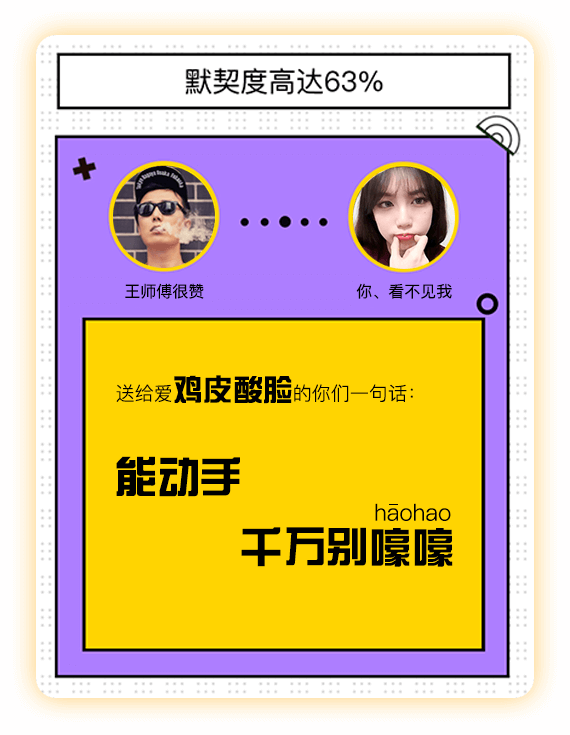 默契度高达63%
王师傅很赞
你、看不见我
送给爱鸡皮酸脸的你们一句话：
能动手
hāohao
千万别嚎嚎